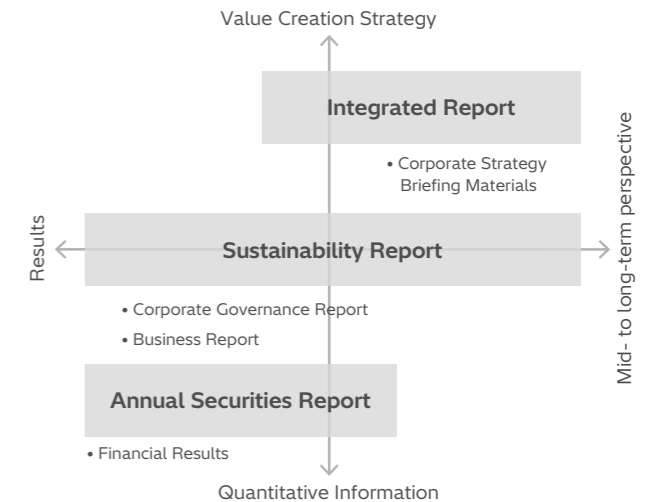 Value Creation Strategy
Integrated Report
• Corporate Strategy
Briefing Materials
Mid- to long-term perspective
Results
Sustainability Report
• Corporate Governance Report
• Business Report
Annual Securities Report
• Financial Results
Quantitative Information